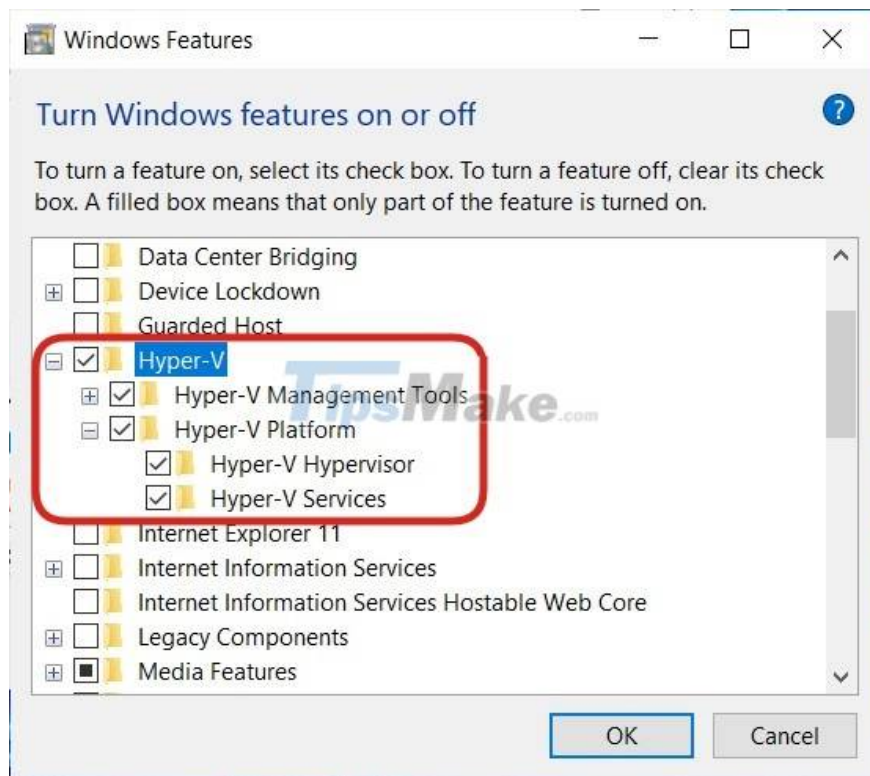 Windows Features
Turn Windows features on or off
?
To turn a feature on, select its check box. To turn a feature off, clear its check
box. A filled box means that only part of the feature is turned on.
Data Center Bridging
Device Lockdown
Guarded Host
Hyper-V
Hyper-V Management Tools
TipsMake.com
Hyper-V Platform
Hyper-V Hypervisor
Hyper-V Services
Internet Explorer 11
Internet Information Services
Internet Information Services Hostable Web Core
Legacy Components
Media Features
OK Cancel